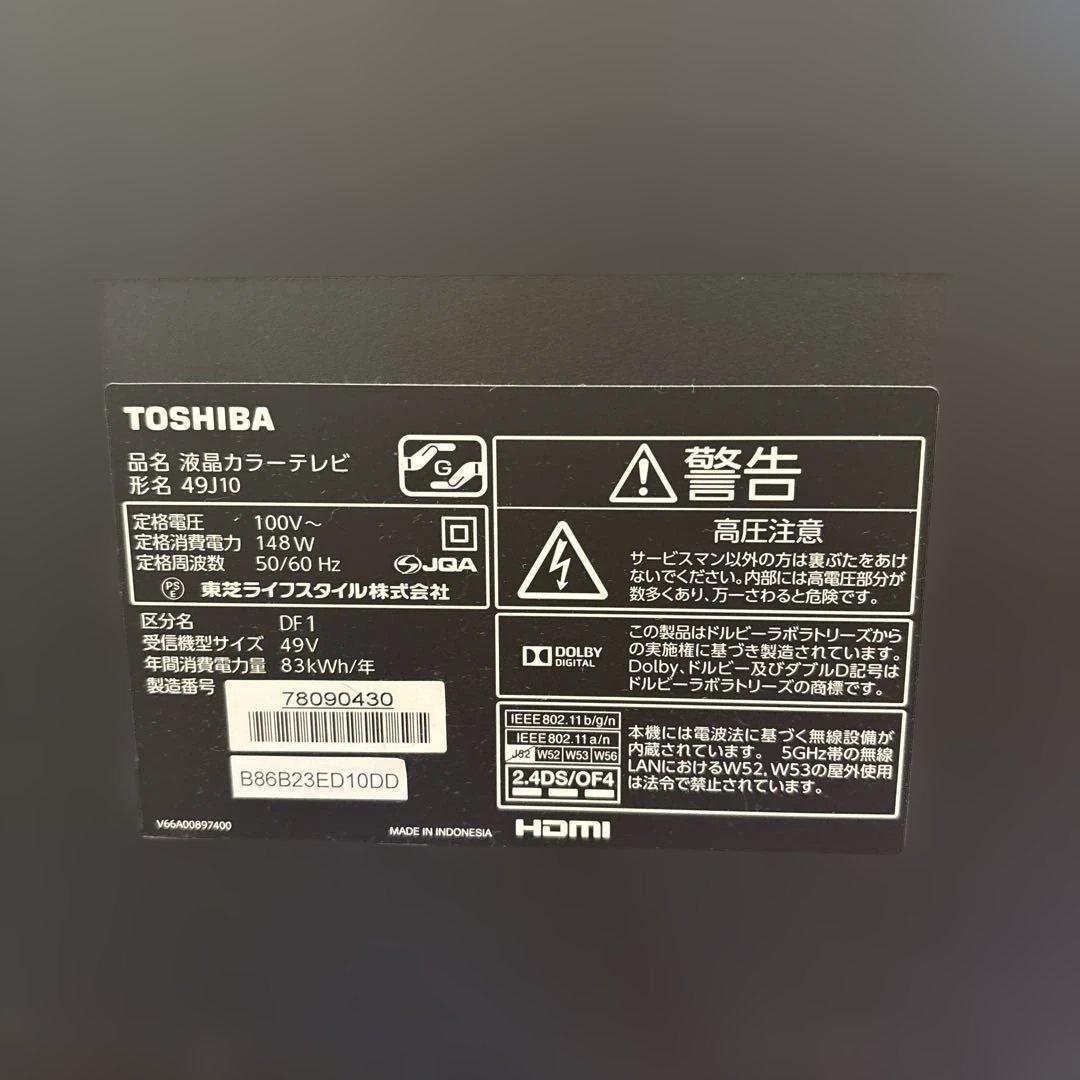 TOSHIBA
品名 液晶カラーテレビ
形名 49J10
G
定格電圧 100V～
定格消費電力 148W
定格周波数 50/60 Hz
JQA
PS
E
東芝ライフスタイル株式会社
区分名 DF1
受信機型サイズ 49V
年間消費電力量 83kWh/年
製造番号
78090430
B86B23ED10DD
V66A00897400
MADE IN INDONESIA
警告
高圧注意
サービスマン以外の方は裏ぶたをあけ
ないでください。内部には高電圧部分が
数多くあり、万一さわると危険です。
DOLBY
DIGITAL
この製品はドルビーラボラトリーズから
の実施権に基づき製造されています。
Dolby、ドルビー及びダブルD記号は
ドルビーラボラトリーズの商標です。
IEEE802.11b/g/n
IEEE802.11a/n
J52 W52 W53 W56
2.4DS/OF4
本機には電波法に基づく無線設備が
内蔵されています。 5GHz帯の無線
LANにおけるW52, W53の屋外使用
は法令で禁止されています。
HDMI